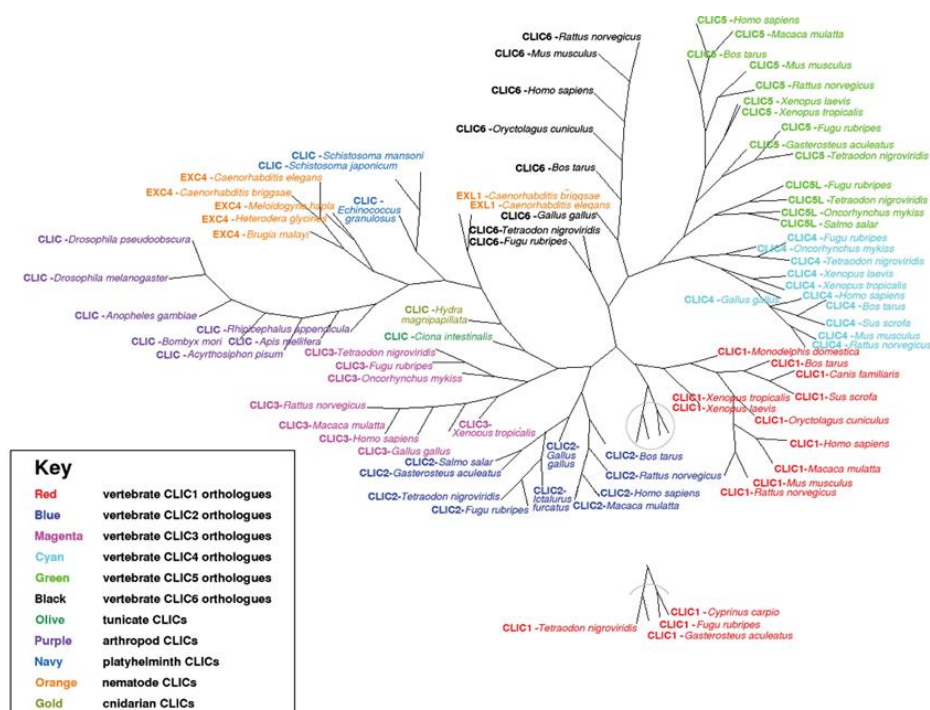 CLIC5 -Homo sapiens
CLIC5 -Macaca mulatta
CLIC6 -Rattus norvegicus
CLIC6 -Mus musculus
CLIC5 -Bos tarus
CLIC5 -Mus musculus
CLIC6 -Homo sapiens
CLIC5 -Rattus norvegicus
CLIC5 -Xenopus laevis
CLIC5 -Xenopus tropicalis
CLIC6 -Oryctolagus cuniculus
CLIC5 -Fugu rubripes
CLIC5 -Gasterosteus aculeatus
CLIC5 -Tetraodon nigroviridis
CLIC -Schistosoma mansoni
CLIC -Schistosoma japonicum
CLIC6 -Bos tarus
EXC4 -Caenorhabditis elegans
EXC4 -Caenorhabditis briggsae
EXC4 -Meloidogyne hapla
EXC4 -Heterodera glycines
EXC4 -Brugia malayi
CLIC -
Echinococcus
granulosus
EXL1 -Caenorhabditis briggsae
EXL1 -Caenorhabditis elegans
CLIC6 -Gallus gallus
CLIC6-Tetraodon nigroviridis
CLIC6-Fugu rubripes
CLIC5L -Fugu rubripes
CLIC5L -Tetraodon nigroviridis
CLIC5L -Oncorhynchus mykiss
CLIC5L -Salmo salar
CLIC4 -Fugu rubripes
CLIC4 -Oncorhynchus mykiss
CLIC4 -Tetraodon nigroviridis
CLIC4 -Xenopus laevis
CLIC4 -Xenopus tropicalis
CLIC4 -Gallus gallus
CLIC4 -Homo sapiens
CLIC4 -Bos tarus
CLIC4 -Sus scrofa
CLIC4 -Mus musculus
CLIC4 -Rattus norvegicus
CLIC -Drosophila pseudoobscura
CLIC -Drosophila melanogaster
CLIC -Anopheles gambiae
CLIC -Rhipicephalus appendicula
CLIC -Bombyx mori
CLIC -Apis mellifera
CLIC -Acyrthosiphon pisum
CLIC -Hydra
magnipapillata
CLIC -Ciona intestinalis
CLIC3-Tetraodon nigroviridis
CLIC3-Fugu rubripes
CLIC3-Oncorhynchus mykiss
CLIC3-Rattus norvegicus
CLIC3-Macaca mulatta
CLIC3-Homo sapiens
CLIC3-Gallus gallus
CLIC3-
Xenopus tropicalis
CLIC1-Monodelphis domestica
CLIC1-Bos tarus
CLIC1-Canis familiaris
CLIC1-Xenopus tropicalis
CLIC1-Xenopus laevis
CLIC1-Sus scrofa
CLIC1-Oryctolagus cuniculus
CLIC1-Homo sapiens
CLIC1-Macaca mulatta
CLIC1-Mus musculus
CLIC1-Rattus norvegicus
CLIC2-Salmo salar
CLIC2-Gasterosteus aculeatus
CLIC2-
Gallus
gallus
CLIC2-Bos tarus
CLIC2-Rattus norvegicus
CLIC2-Tetraodon nigroviridis
CLIC2-Fugu rubripes
CLIC2-
Ictalurus
furcatus
CLIC2-Homo sapiens
CLIC2-Macaca mulatta
CLIC1 -Cyprinus carpio
CLIC1 -Tetraodon nigroviridis
CLIC1 -Fugu rubripes
CLIC1 -Gasterosteus aculeatus
Key
Red vertebrate CLIC1 orthologues
Blue vertebrate CLIC2 orthologues
Magenta vertebrate CLIC3 orthologues
Cyan vertebrate CLIC4 orthologues
Green vertebrate CLIC5 orthologues
Black vertebrate CLIC6 orthologues
Olive tunicate CLICs
Purple arthropod CLICs
Navy platyhelminth CLICs
Orange nematode CLICs
Gold cnidarian CLICs